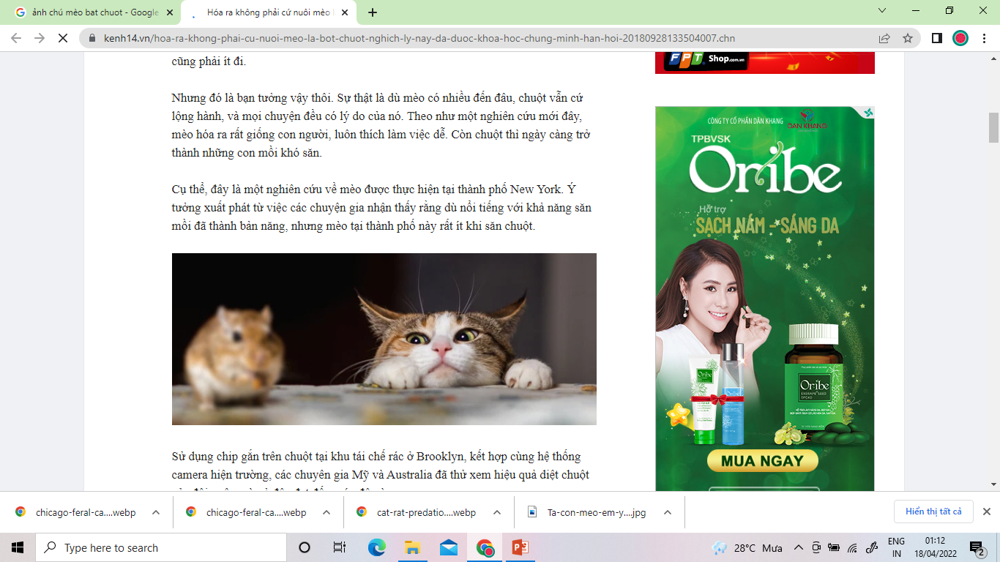 ảnh chú mèo bat chuot - Google
Hóa ra không phải cứ nuôi mèo
kenh14.vn/hoa-ra-khong-phai-cu-nuoi-meo-la-bot-chuot-nghich-ly-nay-da-duoc-khoa-hoc-chung-minh-han-hoi-20180928133504007.chn
cũng phải ít đi.
Nhưng đó là bạn tưởng vậy thôi. Sự thật là dù mèo có nhiều đến đâu, chuột vẫn cứ
lộng hành, và mọi chuyện đều có lý do của nó. Theo như một nghiên cứu mới đây,
mèo hóa ra rất giống con người, luôn thích làm việc dễ. Còn chuột thì ngày càng trở
thành những con mồi khó săn.
Cụ thể, đây là một nghiên cứu về mèo được thực hiện tại thành phố New York. Ý
tưởng xuất phát từ việc các chuyên gia nhận thấy rằng dù nổi tiếng với khả năng săn
mồi đã thành bản năng, nhưng mèo tại thành phố này rất ít khi săn chuột.
Sử dụng chip gắn trên chuột tại khu tái chế rác ở Brooklyn, kết hợp cùng hệ thống
camera hiện trường, các chuyên gia Mỹ và Australia đã thử xem hiệu quả diệt chuột
FPT Shop.com.vn
CÔNG TY CỔ PHẦN DÂN KHANG
DAN KHANG
TPBVSK
Oribe
Hỗ trợ
SẠCH NÁM - SÁNG DA
Oribe
Oribe
MUA NGAY
chicago-feral-ca....webp
chicago-feral-ca....webp
cat-rat-predatio....webp
Ta-con-meo-em-y....jpg
Hiển thị tất cả
Type here to search
28°C Mưa
ENG
IN
01:12
18/04/2022
2